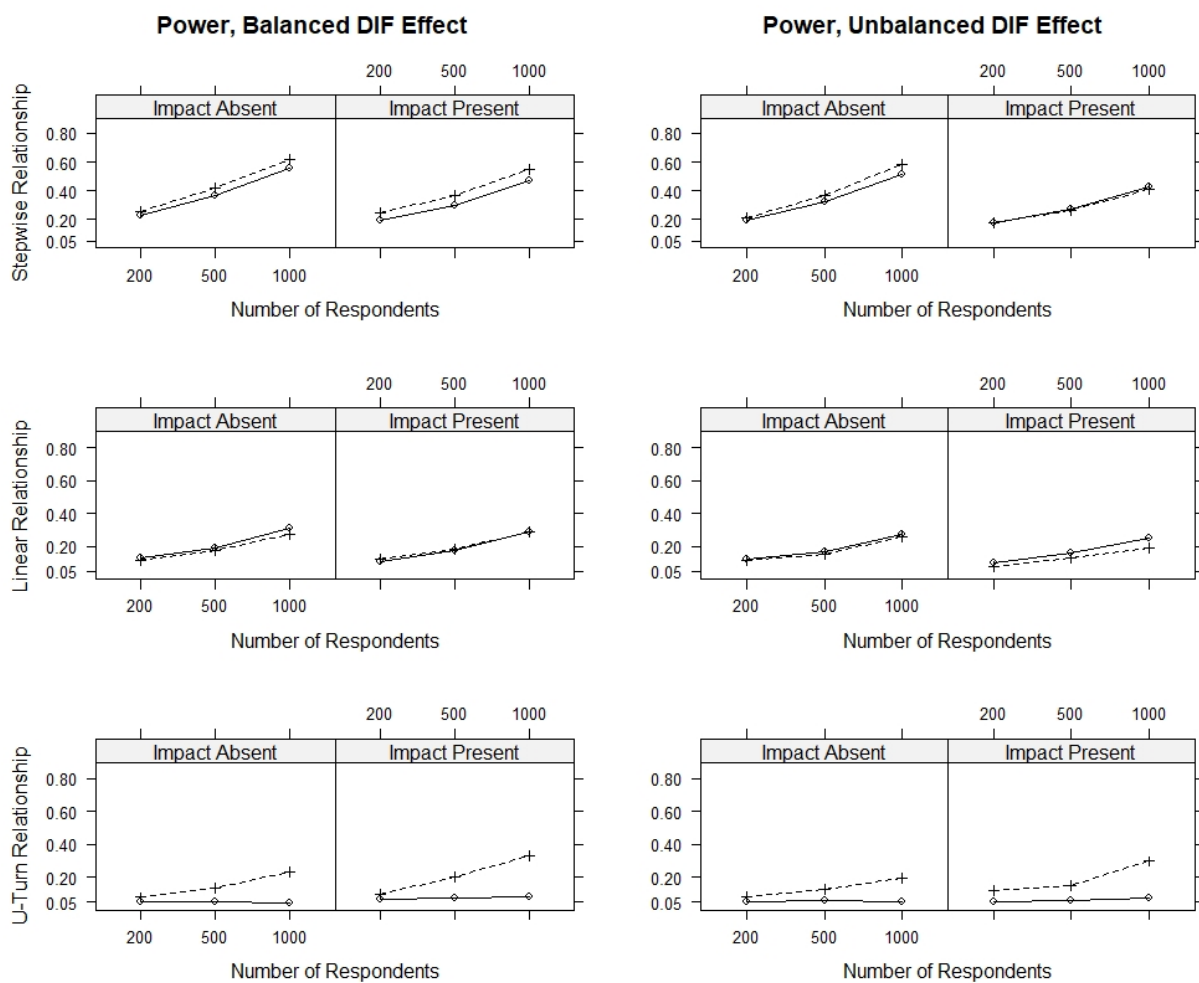 Power, Balanced DIF Effect
Power, Unbalanced DIF Effect
200 500 1000
200 500 1000
Impact Absent Impact Present
Impact Absent Impact Present
Stepwise Relationship
0.80
0.60
0.40
0.20
0.05
0.80
0.60
0.40
0.20
0.05
200 500 1000
200 500 1000
Number of Respondents
Number of Respondents
200 500 1000
200 500 1000
Impact Absent Impact Present
Impact Absent Impact Present
Linear Relationship
0.80
0.60
0.40
0.20
0.05
0.80
0.60
0.40
0.20
0.05
200 500 1000
200 500 1000
Number of Respondents
Number of Respondents
200 500 1000
200 500 1000
Impact Absent Impact Present
Impact Absent Impact Present
U-Turn Relationship
0.80
0.60
0.40
0.20
0.05
0.80
0.60
0.40
0.20
0.05
200 500 1000
200 500 1000
Number of Respondents
Number of Respondents